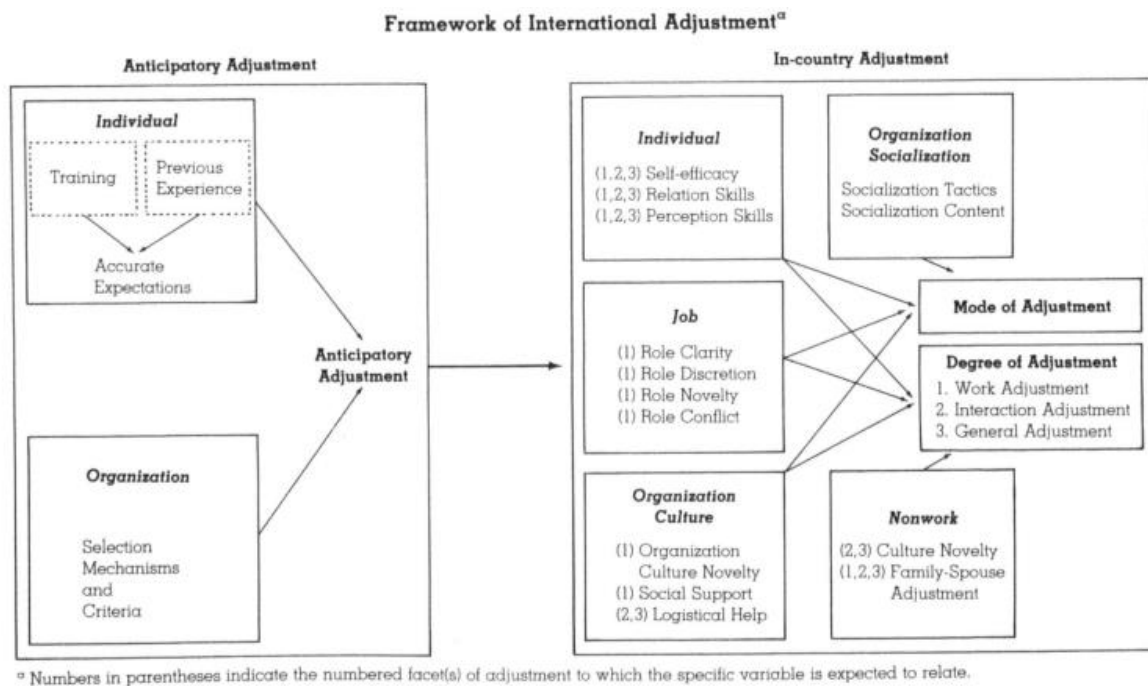 Framework of International Adjustmentᵅ
Anticipatory Adjustment
Individual
Training
Previous
Experience
Accurate
Expectations
Anticipatory
Adjustment
Organization
Selection
Mechanisms
and
Criteria
In-country Adjustment
Individual
(1,2,3) Self-efficacy
(1,2,3) Relation Skills
(1,2,3) Perception Skills
Organization
Socialization
Socialization Tactics
Socialization Content
Job
(1) Role Clarity
(1) Role Discretion
(1) Role Novelty
(1) Role Conflict
Mode of Adjustment
Degree of Adjustment
1. Work Adjustment
2. Interaction Adjustment
3. General Adjustment
Organization
Culture
(1) Organization
Culture Novelty
(1) Social Support
(2,3) Logistical Help
Nonwork
(2,3) Culture Novelty
(1,2,3) Family-Spouse
Adjustment
ᵅ Numbers in parentheses indicate the numbered facet(s) of adjustment to which the specific variable is expected to relate.